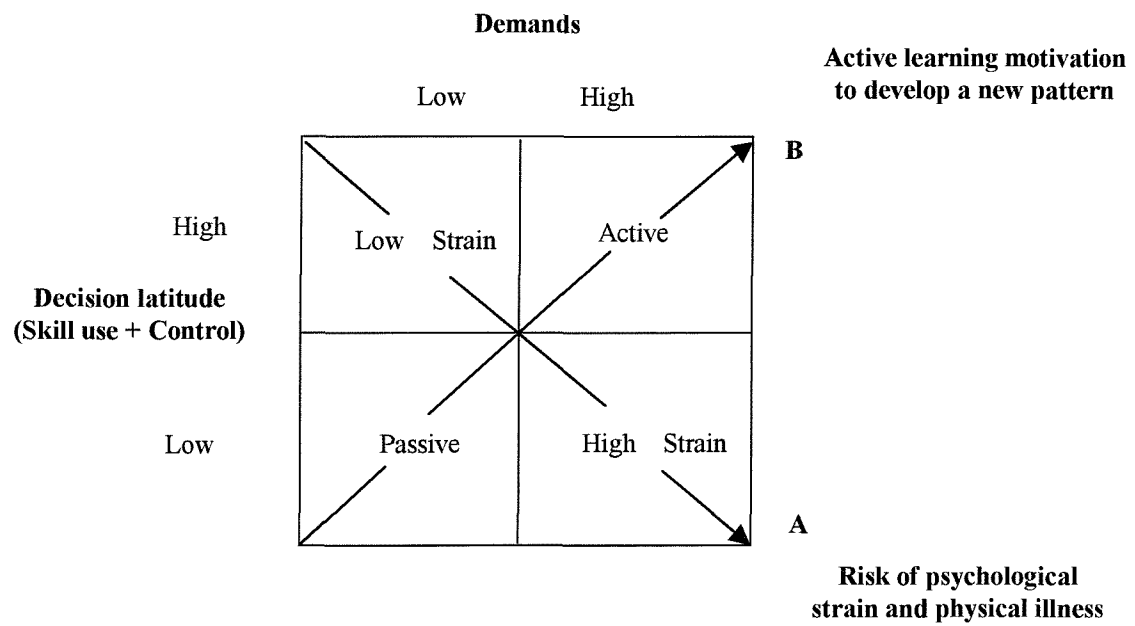 Demands
Active learning motivation
to develop a new pattern
Low High
B
High
Low Strain
Active
Decision latitude
(Skill use + Control)
Low
Passive
High Strain
A
Risk of psychological
strain and physical illness